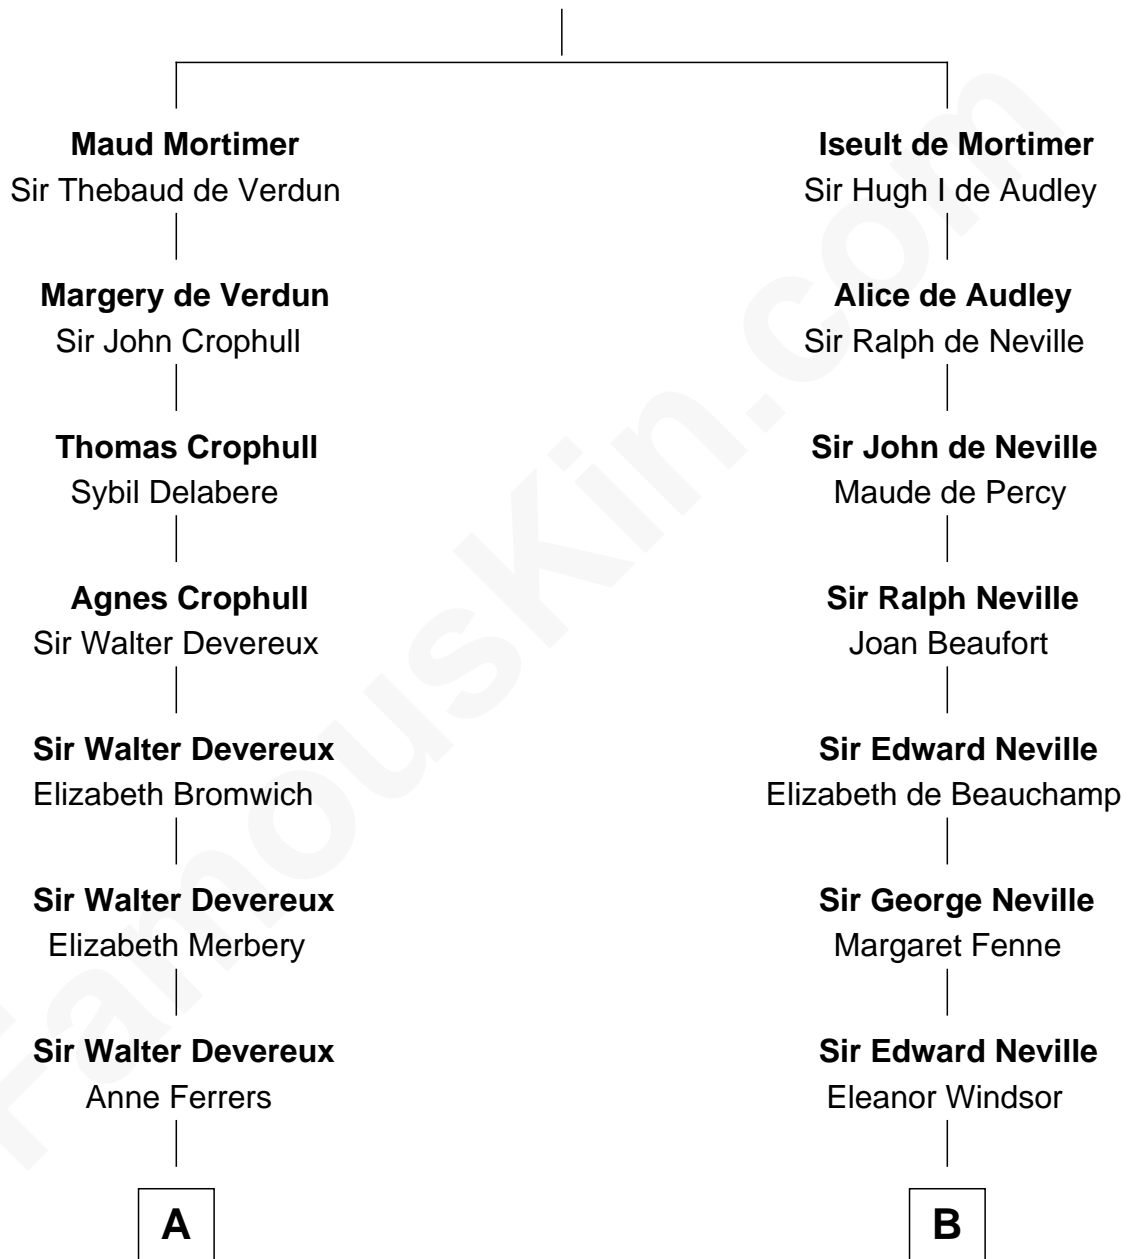 Maud Mortimer
Sir Thebaud de Verdun
Margery de Verdun
Sir John Crophull
Thomas Crophull
Sybil Delabere
Agnes Crophull
Sir Walter Devereux
Sir Walter Devereux
Elizabeth Bromwich
Sir Walter Devereux
Elizabeth Merbery
Sir Walter Devereux
Anne Ferrers
A
Iseult de Mortimer
Sir Hugh I de Audley
Alice de Audley
Sir Ralph de Neville
Sir John de Neville
Maude de Percy
Sir Ralph Neville
Joan Beaufort
Sir Edward Neville
Elizabeth de Beauchamp
Sir George Neville
Margaret Fenne
Sir Edward Neville
Eleanor Windsor
B
FamousKin.com